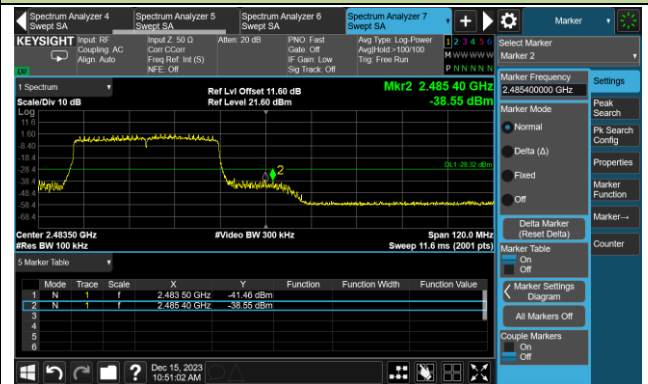 Spectrum Analyzer 4
Swept SA
Spectrum Analyzer 5
Swept SA
Spectrum Analyzer 6
Swept SA
Spectrum Analyzer 7
Swept SA
Marker
KEYSIGHT
Input: RF
Coupling: AC
Align: Auto
Input Z: 50 Ω
Corr CCorr
Freq Ref: Int (S)
NFE: Off
Atten: 20 dB
PNO: Fast
Gate: Off
IF Gain: Low
Sig Track: Off
Avg Type: Log-Power
Avg|Hold >100/100
Trig: Free Run
1 2 3 4 5 6
M W W W W W
P N N N N N
Select Marker
Marker 2
1 Spectrum
Scale/Div 10 dB
Ref Lvl Offset 11.60 dB
Ref Level 21.60 dBm
Mkr2 2.485 40 GHz
-38.55 dBm
Log
11.6
1.60
-8.40
-18.4
-28.4
-38.4
-48.4
-58.4
-68.4
DL1 -28.32 dBm
2
Center 2.48350 GHz
#Res BW 100 kHz
#Video BW 300 kHz
Span 120.0 MHz
Sweep 11.6 ms (2001 pts)
5 Marker Table
Mode Trace Scale X Y Function Function Width Function Value
1 N 1 f 2.483 50 GHz -41.46 dBm
2 N 1 f 2.485 40 GHz -38.55 dBm
3
4
5
6
Marker Frequency
2.485400000 GHz
Marker Mode
Normal
Delta (Δ)
Fixed
Off
Delta Marker
(Reset Delta)
Marker Table
On
Off
Marker Settings
Diagram
All Markers Off
Couple Markers
On
Off
Settings
Peak
Search
Pk Search
Config
Properties
Marker
Function
Marker→
Counter
Dec 15, 2023
10:51:02 AM